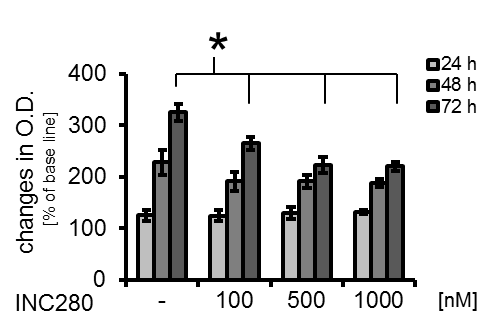 *
24 h
48 h
72 h
changes in O.D.
[% of base line]
400
300
200
100
0
INC280 - 100 500 1000 [nM]